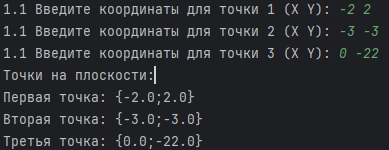 1.1 Введите координаты для точки 1 (X Y): -2 2
1.1 Введите координаты для точки 2 (X Y): -3 -3
1.1 Введите координаты для точки 3 (X Y): 0 -22
Точки на плоскости:
Первая точка: {-2.0;2.0}
Вторая точка: {-3.0;-3.0}
Третья точка: {0.0;-22.0}